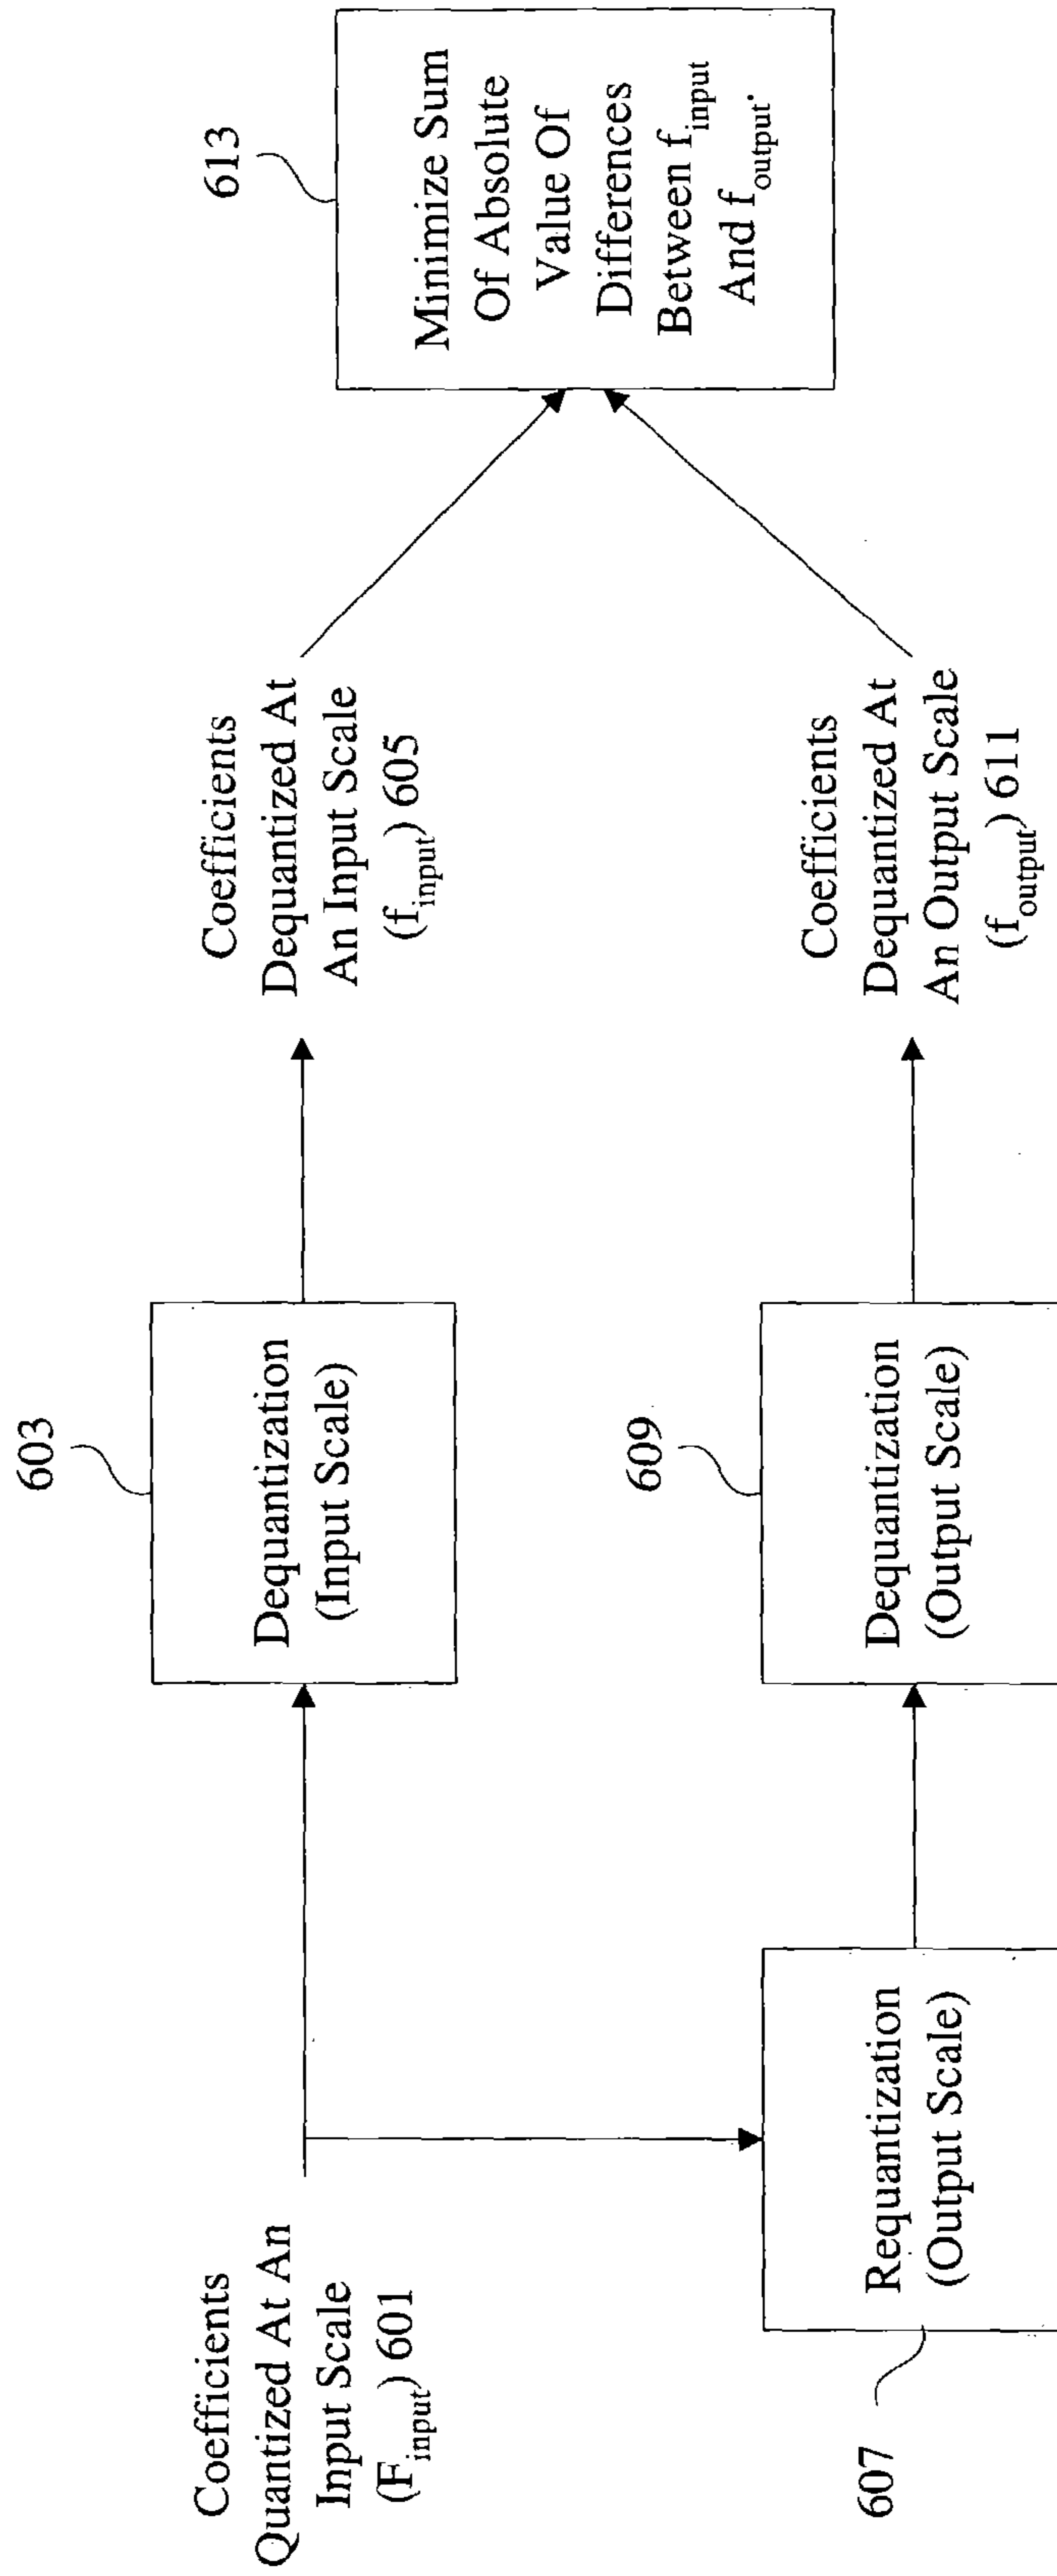 Coefficients
Quantized At An
Input Scale
(F_input) 601
603
Dequantization
(Input Scale)
Coefficients
Dequantized At
An Input Scale
(f_input) 605
607
Requantization
(Output Scale)
609
Dequantization
(Output Scale)
Coefficients
Dequantized At
An Output Scale
(f_output) 611
613
Minimize Sum
Of Absolute
Value Of
Differences
Between f_input
And f_output.